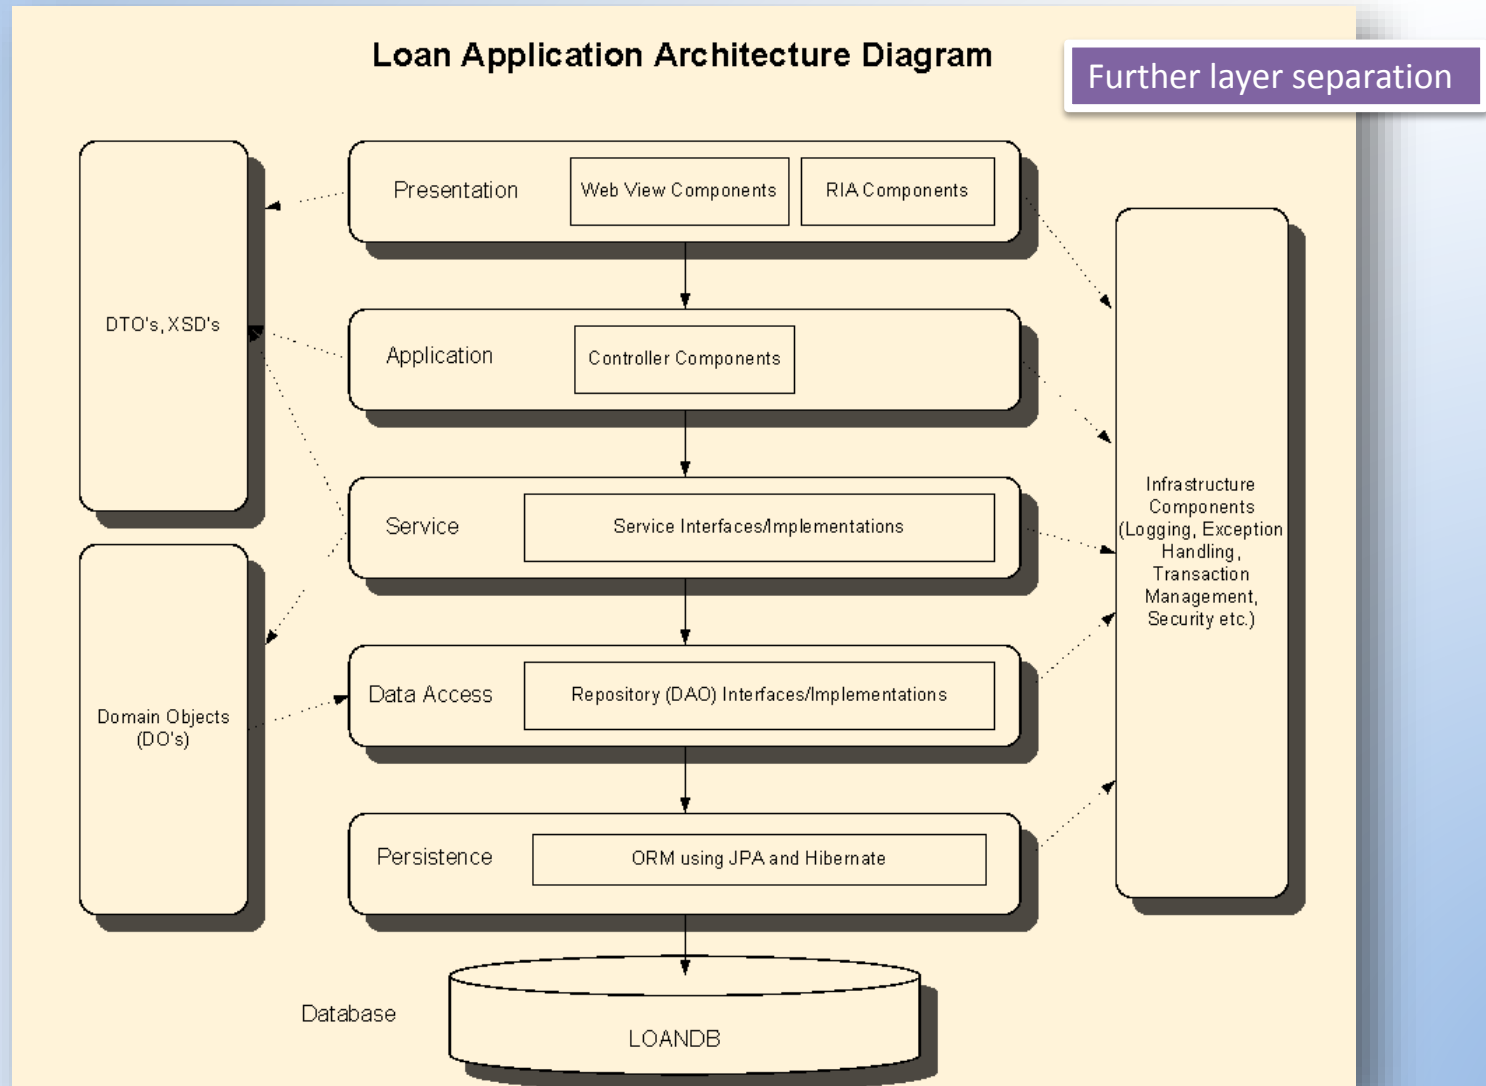 Loan Application Architecture Diagram
Further layer separation
Presentation
Web View Components
RIA Components
DTO's, XSD's
Application
Controller Components
Service
Service Interfaces/Implementations
Infrastructure
Components
(Logging, Exception
Handling,
Transaction
Management,
Security etc.)
Domain Objects
(DO's)
Data Access
Repository (DAO) Interfaces/Implementations
Persistence
ORM using JPA and Hibernate
Database
LOANDB